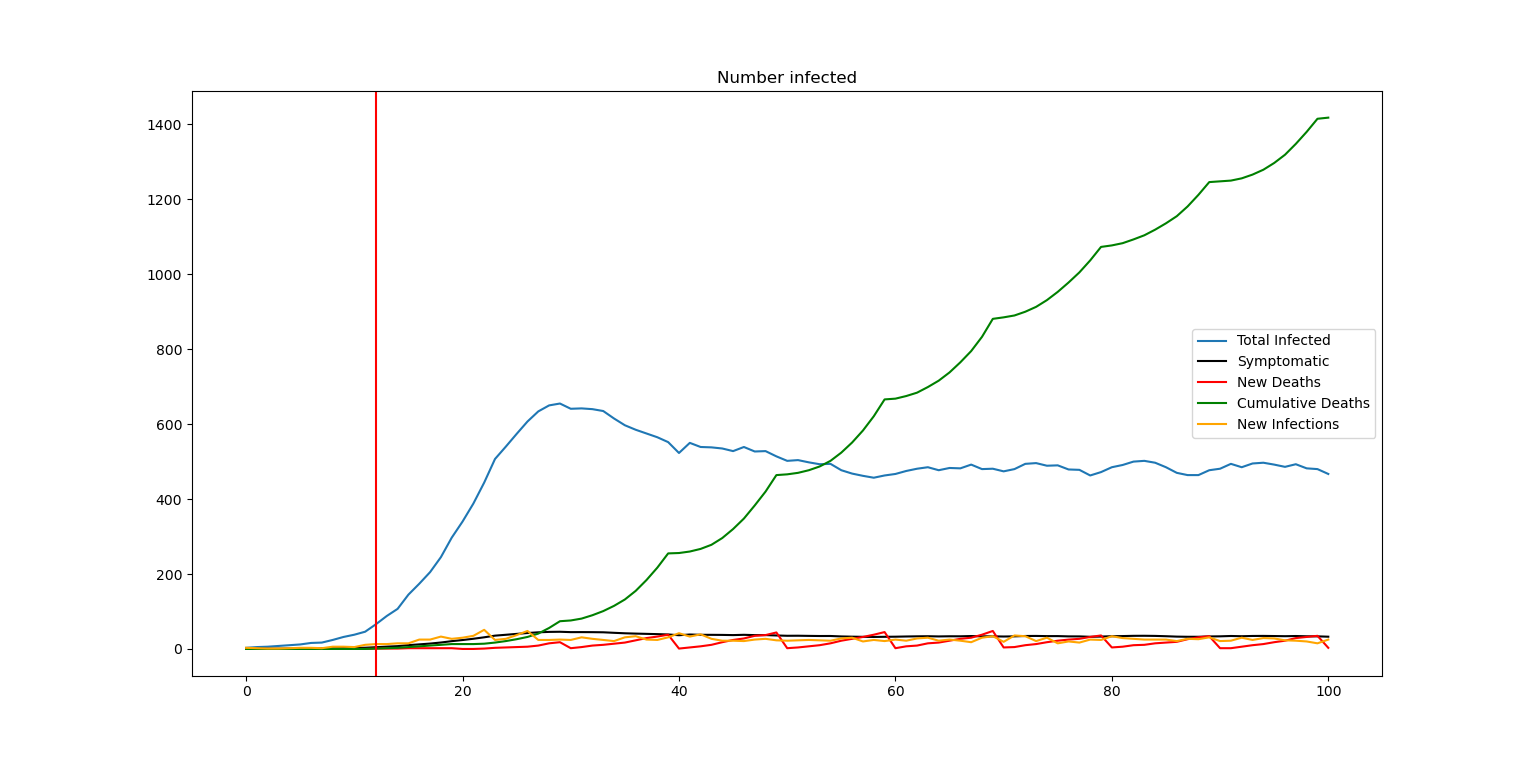 Number infected
1400
1200
1000
800
600
400
200
0
0 20 40 60 80 100
Total Infected
Symptomatic
New Deaths
Cumulative Deaths
New Infections